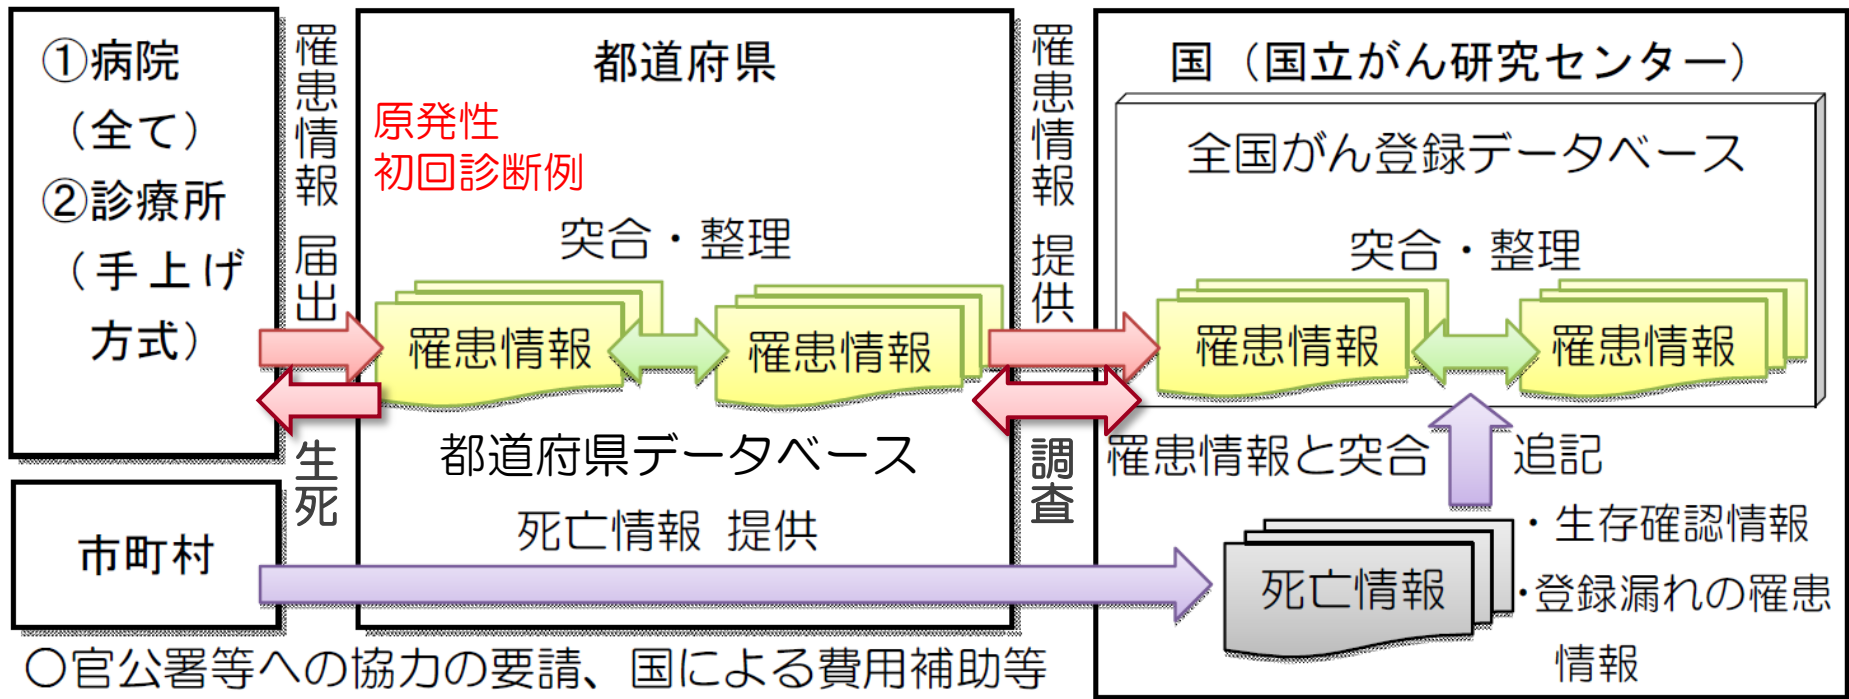 ①病院
（全て）
②診療所
（手上げ
方式）
罹患情報 届出
生死
市町村
都道府県
原発性
初回診断例
突合・整理
罹患情報
罹患情報
都道府県データベース
死亡情報 提供
罹患情報 提供
調査
国（国立がん研究センター）
全国がん登録データベース
突合・整理
罹患情報
罹患情報
罹患情報と突合
追記
死亡情報
・生存確認情報
・登録漏れの罹患
情報
〇官公署等への協力の要請、国による費用補助等